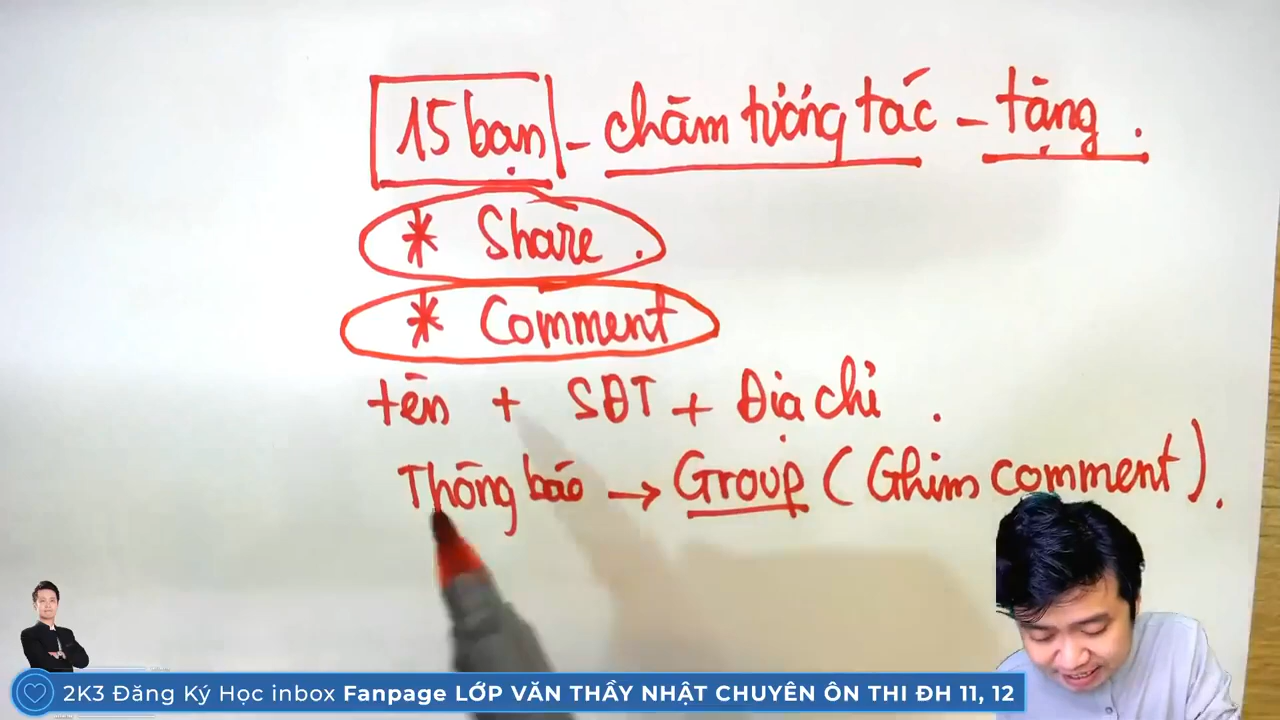 15 bạn - chăm tương tác - tặng.
* Share.
* Comment
tên + SĐT + Địa chỉ.
Thông báo → Group (Ghim comment).
2K3 Đăng Ký Học inbox Fanpage LỚP VĂN THẦY NHẬT CHUYÊN ÔN THI ĐH 11, 12